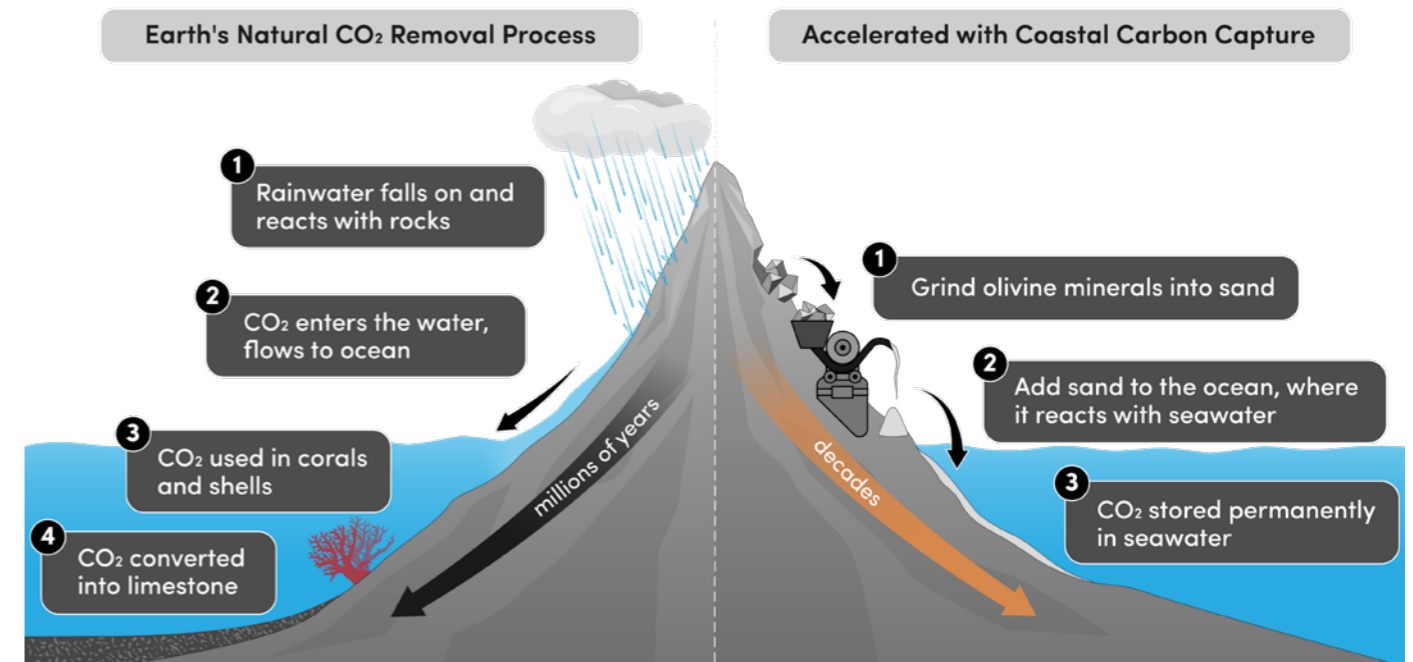 Earth's Natural CO₂ Removal Process
1
Rainwater falls on and
reacts with rocks
2
CO₂ enters the water,
flows to ocean
3
CO₂ used in corals
and shells
4
CO₂ converted
into limestone
millions of years
Accelerated with Coastal Carbon Capture
1
Grind olivine minerals into sand
2
Add sand to the ocean, where
it reacts with seawater
3
CO₂ stored permanently
in seawater
decades